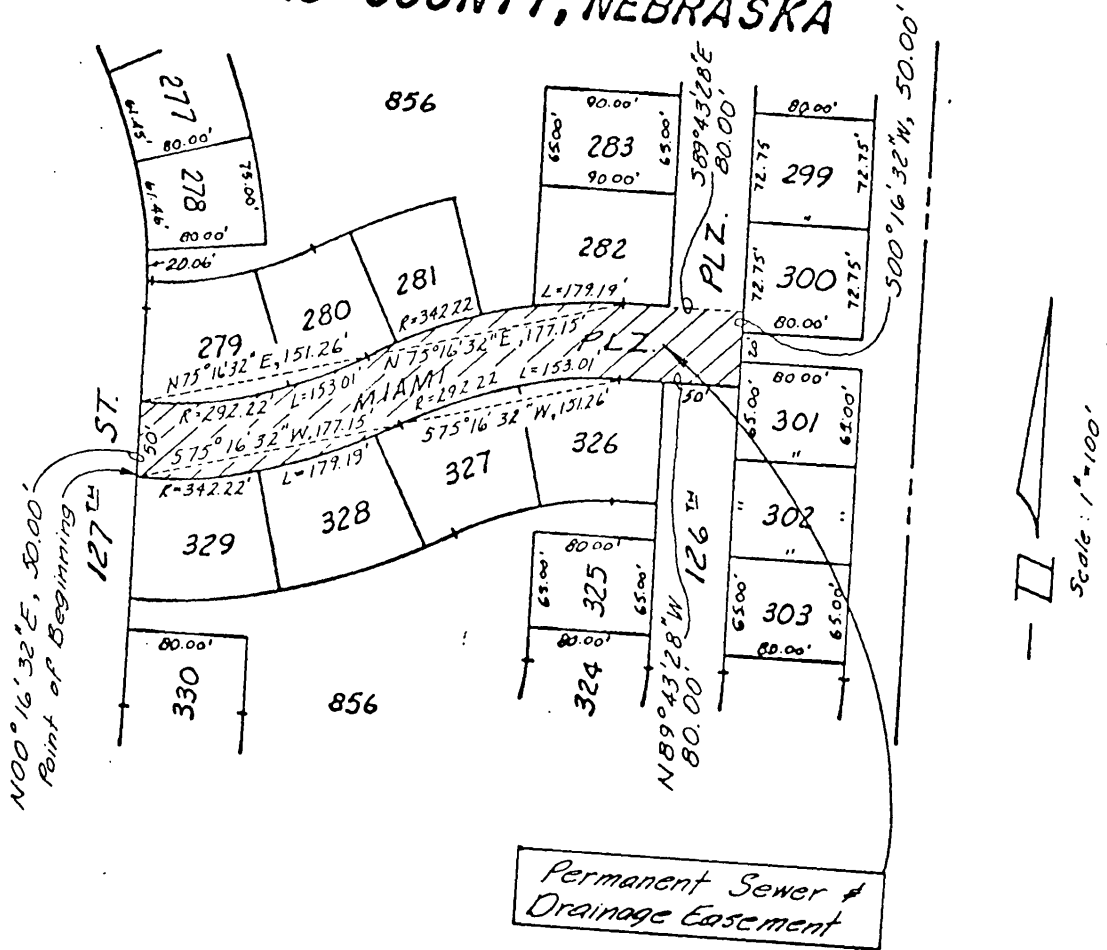 COUNTY, NEBRASKA
856
277
61.45'
80.00'
278
61.46'
75.00'
80.00'
20.06'
90.00'
65.00'
283
65.00'
90.00'
282
S89°43'28"E
80.00'
PLZ.
80.00'
72.75
299
72.75'
"
72.75'
300
72.75'
80.00'
S00°16'32"W, 50.00'
281
R=342.22
280
279
L=179.19'
N75°16'32"E, 151.26'
N75°16'32"E, 177.15'
R=292.22'
L=153.01'
MIAMI
PLZ.
R=292.22
L=153.01'
S75°16'32"W, 177.15'
S75°16'32"W, 151.26'
R=342.22'
L=179.19'
50'
50'
20'
80.00'
65.00'
301
65.00'
"
"
302
"
"
65.00'
303
65.00'
80.00'
326
327
328
329
127TH ST.
N00°16'32"E, 50.00'
Point of Beginning
80.00'
330
856
80.00'
65.00'
325
65.00'
80.00'
324
126TH
N89°43'28"W
80.00'
Scale: 1"=100'
Permanent Sewer &
Drainage Easement